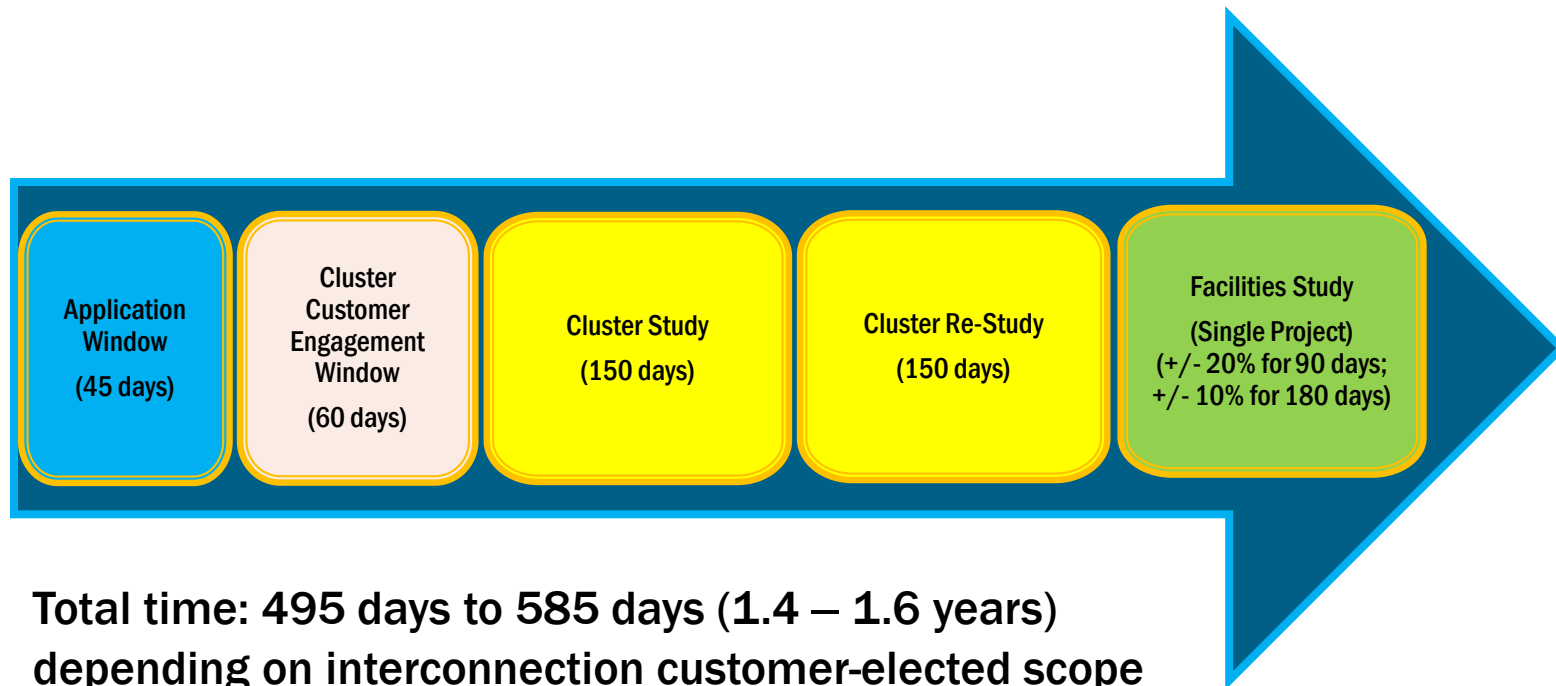 Application
Window
(45 days)
Cluster
Customer
Engagement
Window
(60 days)
Cluster Study
(150 days)
Cluster Re-Study
(150 days)
Facilities Study
(Single Project)
(+/- 20% for 90 days;
+/- 10% for 180 days)
Total time: 495 days to 585 days (1.4 – 1.6 years)
depending on interconnection customer-elected scope